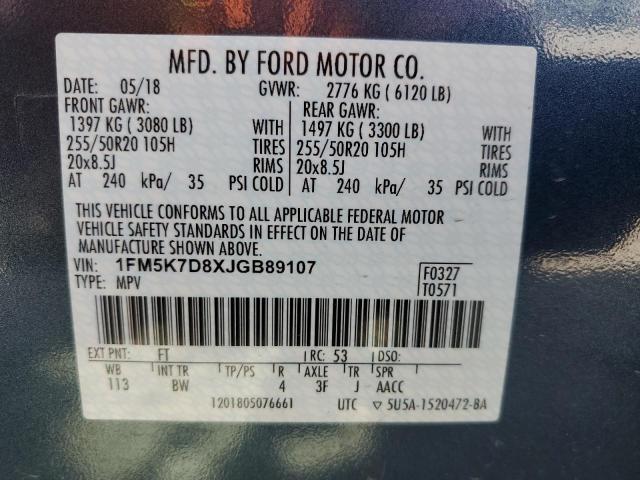 MFD. BY FORD MOTOR CO.
DATE: 05/18 GVWR: 2776 KG ( 6120 LB)
FRONT GAWR: REAR GAWR:
1397 KG ( 3080 LB) WITH 1497 KG ( 3300 LB) WITH
255/50R20 105H TIRES 255/50R20 105H TIRES
20x8.5J RIMS 20x8.5J RIMS
AT 240 kPa/ 35 PSI COLD AT 240 kPa/ 35 PSI COLD
THIS VEHICLE CONFORMS TO ALL APPLICABLE FEDERAL MOTOR
VEHICLE SAFETY STANDARDS IN EFFECT ON THE DATE OF
MANUFACTURE SHOWN ABOVE.
VIN: 1FM5K7D8XJGB89107 F0327
TYPE: MPV T0571
EXT PNT: FT RC: 53 DSO:
WB INT TR TP/PS R AXLE TR SPR
113 BW 4 3F J AACC
1201805076661 UTC ▽ 5U5A-1520472-BA